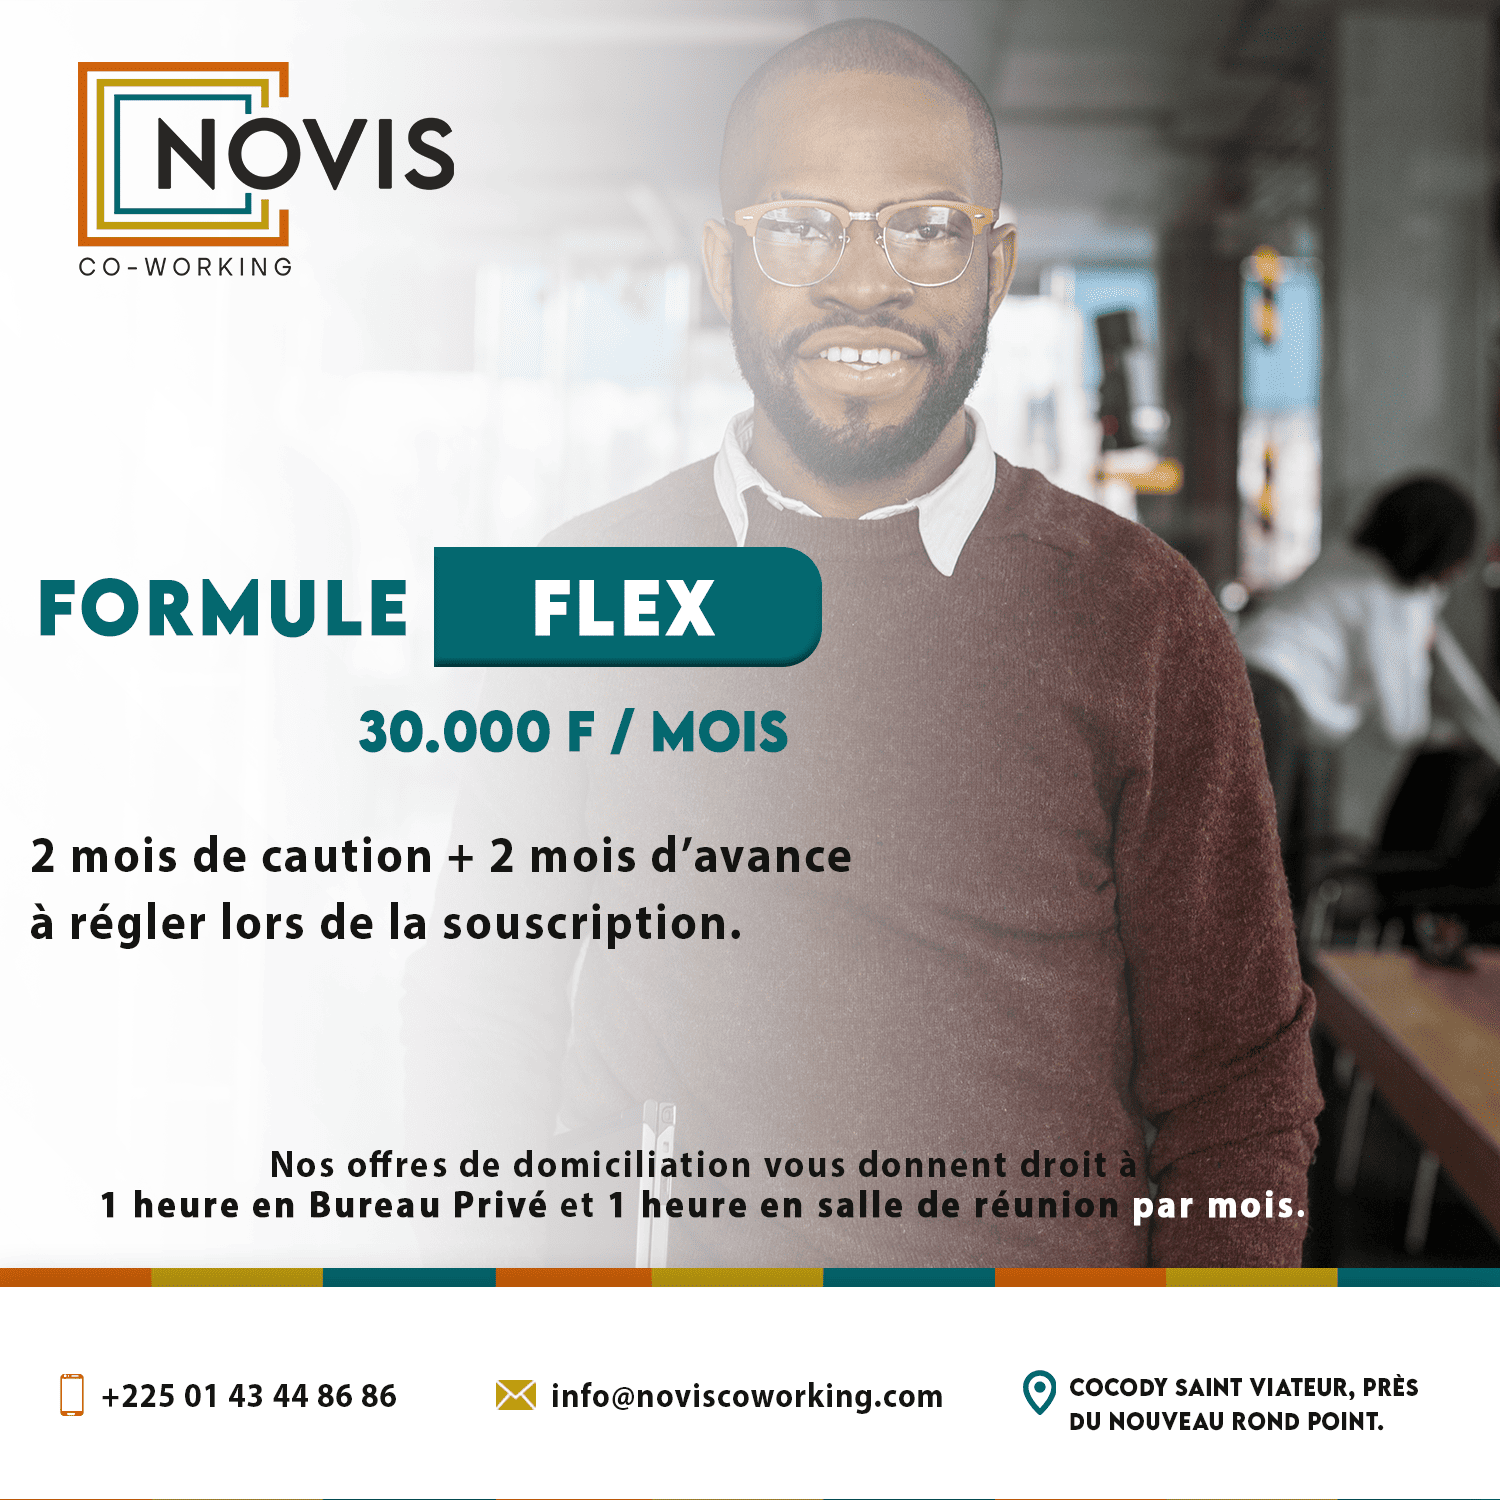 NOVIS
CO-WORKING
FORMULE FLEX
30.000 F / MOIS
2 mois de caution + 2 mois d’avance
à régler lors de la souscription.
Nos offres de domiciliation vous donnent droit à
1 heure en Bureau Privé et 1 heure en salle de réunion par mois.
+225 01 43 44 86 86
info@noviscoworking.com
COCODY SAINT VIATEUR, PRÈS
DU NOUVEAU ROND POINT.